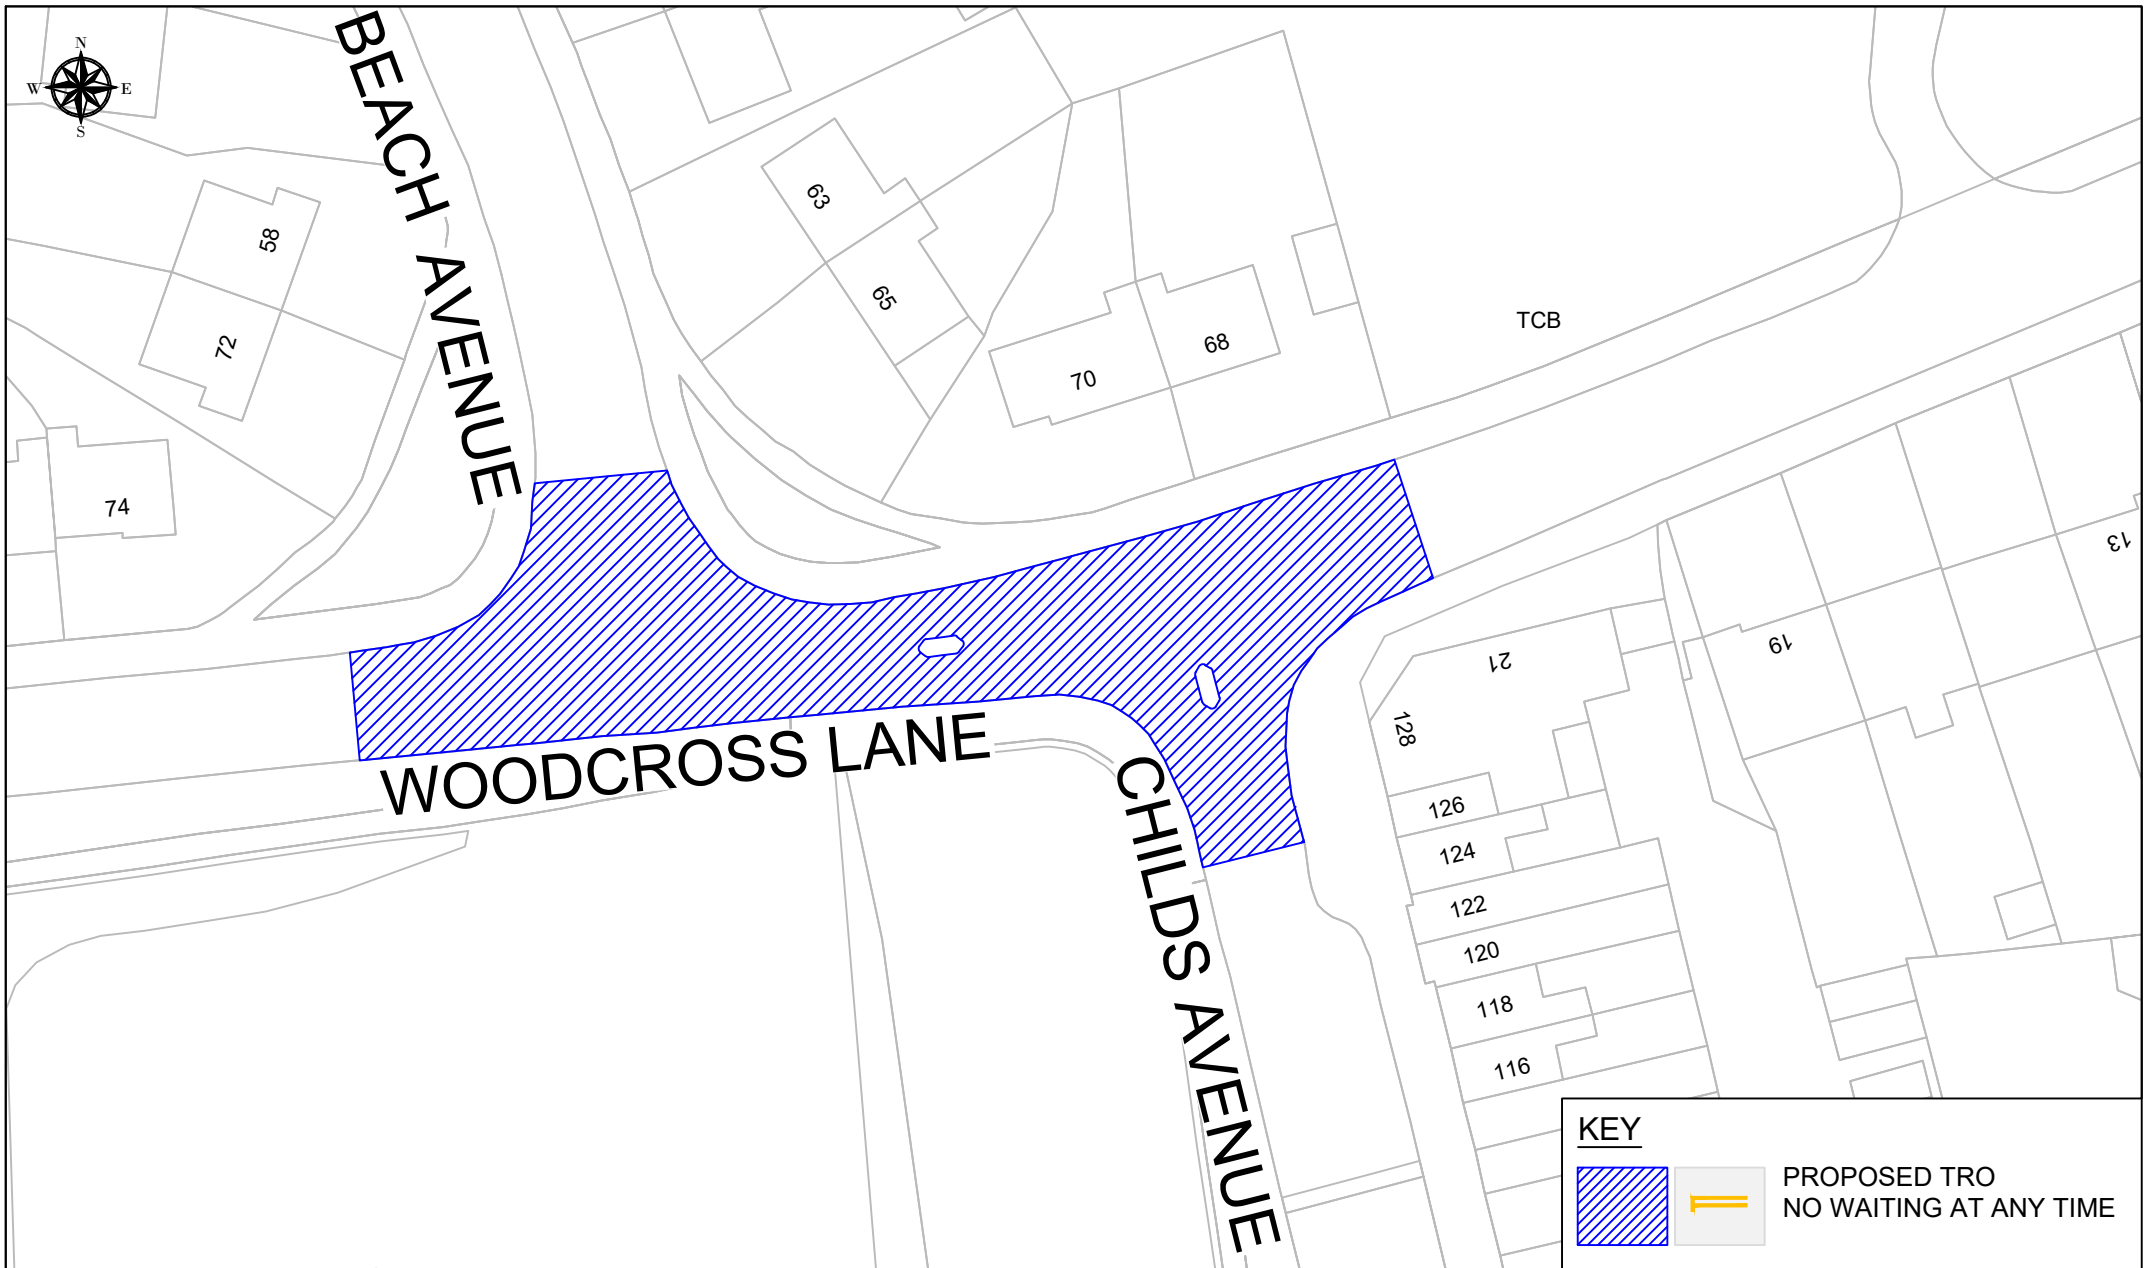 N
W E
S
BEACH AVENUE
58
72
74
63
65
70
68
TCB
13
19
21
128
126
124
122
120
118
116
WOODCROSS LANE
CHILDS AVENUE
KEY
PROPOSED TRO
NO WAITING AT ANY TIME